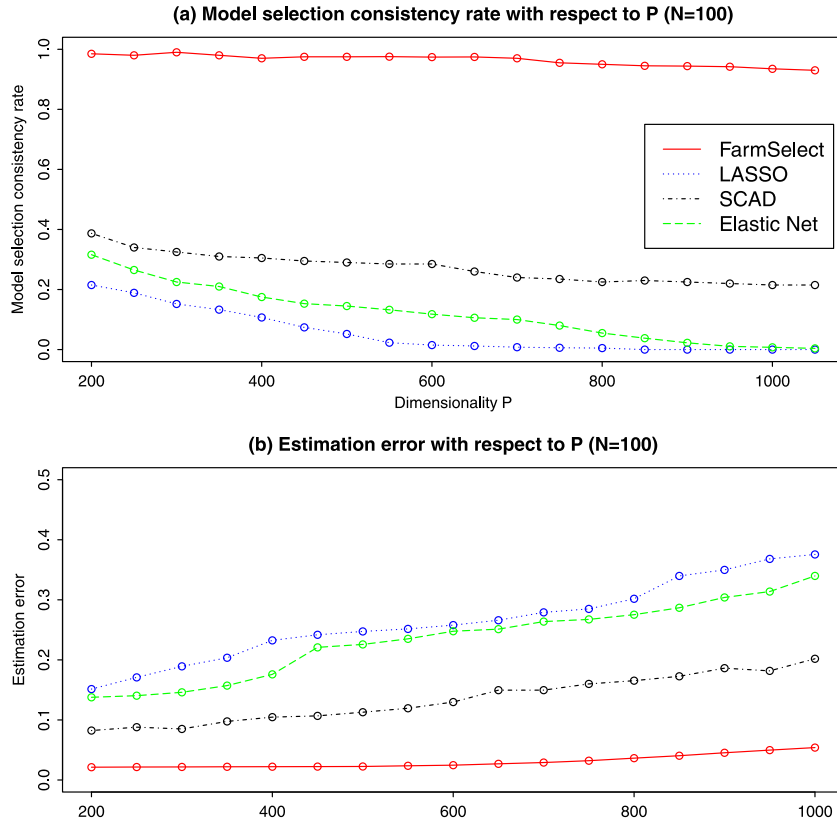 (a) Model selection consistency rate with respect to P (N=100)
Model selection consistency rate
1.0
0.8
0.6
0.4
0.2
0.0
FarmSelect
LASSO
SCAD
Elastic Net
200 400 600 800 1000
Dimensionality P
(b) Estimation error with respect to P (N=100)
Estimation error
0.5
0.4
0.3
0.2
0.1
0.0
200 400 600 800 1000